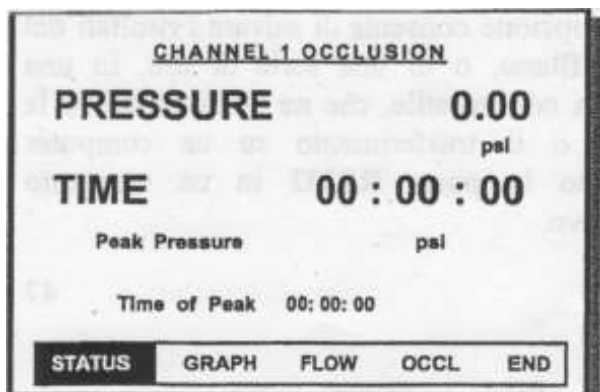 CHANNEL 1 OCCLUSION
PRESSURE 0.00
psi
TIME 00 : 00 : 00
Peak Pressure psi
Time of Peak 00: 00: 00
STATUS GRAPH FLOW OCCL END